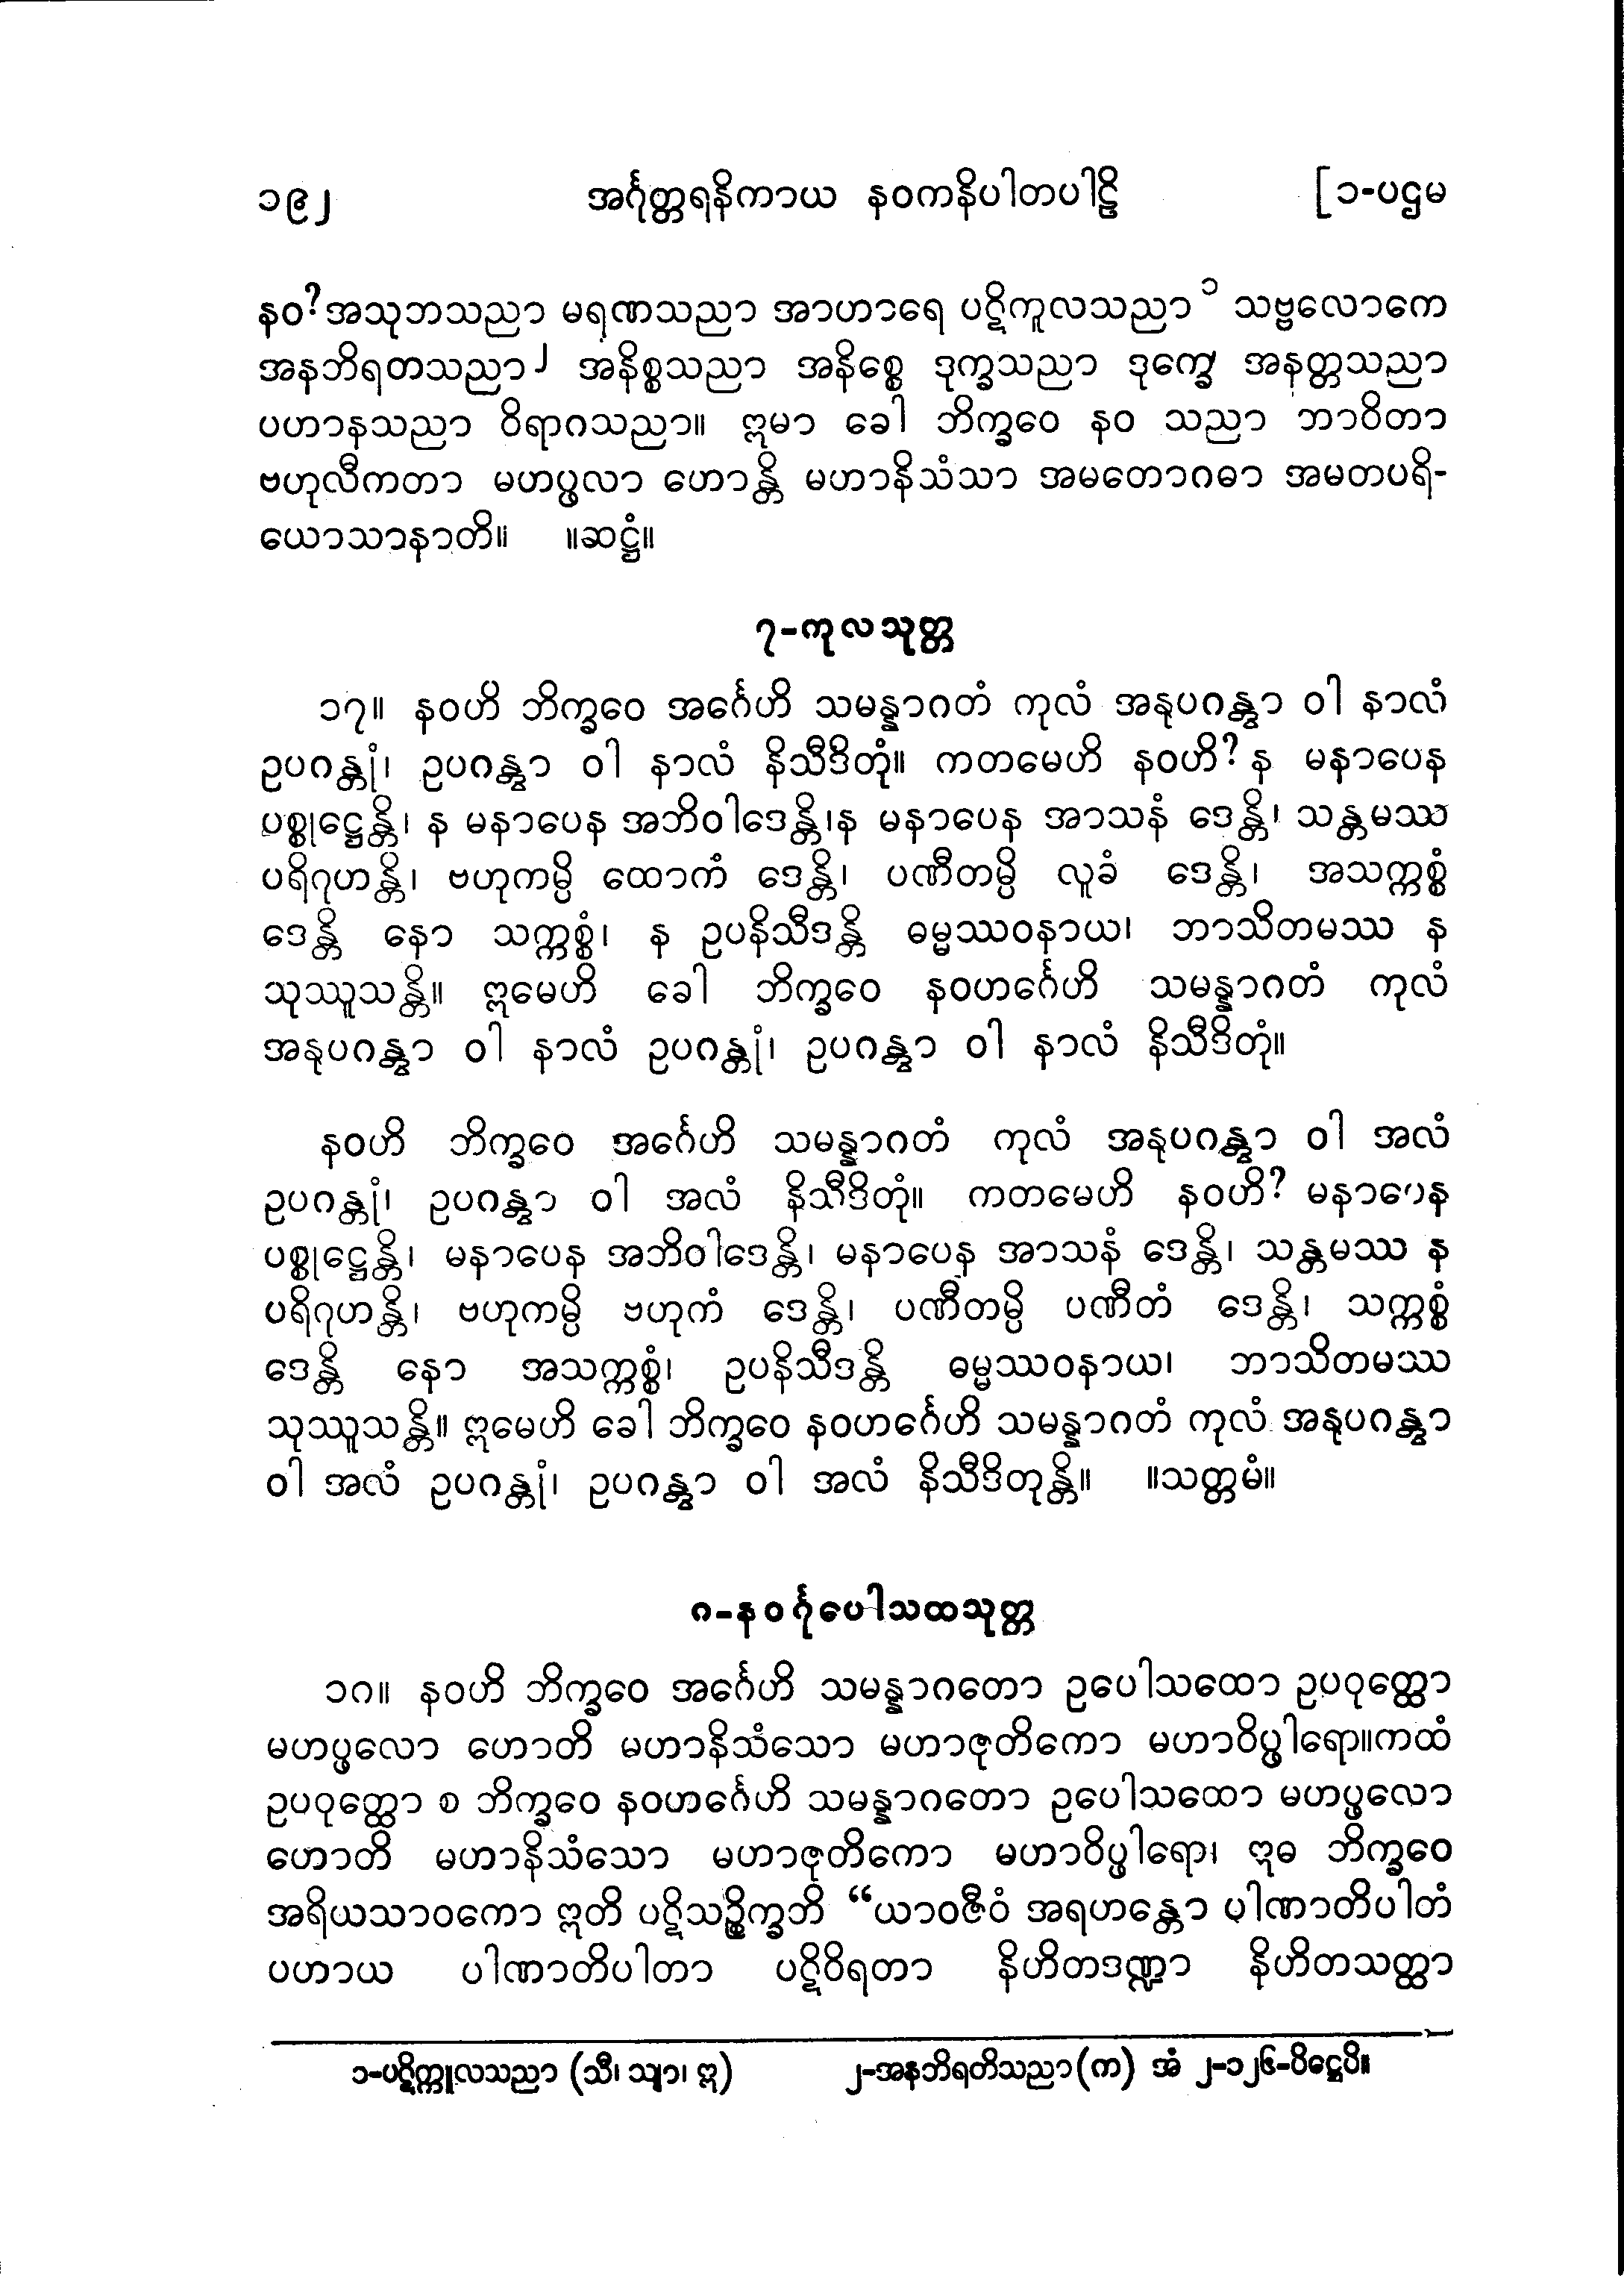 ၁၉၂ အင်္ဂုတ္တရနိကာယ နဝကနိပါတပါဠိ [၁-ပဌမ
နဝ? အသုဘသညာ မရဏသညာ အာဟာရေ ပဋိကူလသညာ ၁ သဗ္ဗလောကေ
အနဘိရတသညာ၂ အနိစ္စသညာ အနိစ္စေ ဒုက္ခသညာ ဒုက္ခေ အနတ္တသညာ
ပဟာနသညာ ဝိရာဂသညာ။ ဣမာ ခေါ ဘိက္ခဝေ နဝ သညာ ဘာဝိတာ
ဗဟုလီကတာ မဟပ္ဖလာ ဟောန္တိ မဟာနိသံသာ အမတောဂဓာ အမတပရိ-
ယောသာနာတိ။ ။ဆဋ္ဌံ။
၇-ကုလသုတ္တ
၁၇။ နဝဟိ ဘိက္ခဝေ အင်္ဂေဟိ သမန္နာဂတံ ကုလံ အနုပဂန္တွာ ဝါ နာလံ
ဥပဂန္တုံ၊ ဥပဂန္တွာ ဝါ နာလံ နိသီဒိတုံ။ ကတမေဟိ နဝဟိ? န မနာပေန
ပစ္စုဋ္ဌေန္တိ၊ န မနာပေန အဘိဝါဒေန္တိ၊န မနာပေန အာသနံ ဒေန္တိ၊ သန္တမဿ
ပရိဂုဟန္တိ၊ ဗဟုကမ္ပိ ထောကံ ဒေန္တိ၊ ပဏီတမ္ပိ လူခံ ဒေန္တိ၊ အသက္ကစ္စံ
ဒေန္တိ နော သက္ကစ္စံ၊ န ဥပနိသီဒန္တိ ဓမ္မဿဝနာယ၊ ဘာသိတမဿ န
သုဿူသန္တိ။ ဣမေဟိ ခေါ ဘိက္ခဝေ နဝဟင်္ဂေဟိ သမန္နာဂတံ ကုလံ
အနုပဂန္တွာ ဝါ နာလံ ဥပဂန္တုံ၊ ဥပဂန္တွာ ဝါ နာလံ နိသီဒိတုံ။
နဝဟိ ဘိက္ခဝေ အင်္ဂေဟိ သမန္နာဂတံ ကုလံ အနုပဂန္တွာ ဝါ အလံ
ဥပဂန္တုံ၊ ဥပဂန္တွာ ဝါ အလံ နိသီဒိတုံ။ ကတမေဟိ နဝဟိ? မနာပေန
ပစ္စုဋ္ဌေန္တိ၊ မနာပေန အဘိဝါဒေန္တိ၊ မနာပေန အာသနံ ဒေန္တိ၊ သန္တမဿ န
ပရိဂုဟန္တိ၊ ဗဟုကမ္ပိ ဗဟုကံ ဒေန္တိ၊ ပဏီတမ္ပိ ပဏီတံ ဒေန္တိ၊ သက္ကစ္စံ
ဒေန္တိ နော အသက္ကစ္စံ၊ ဥပနိသီဒန္တိ ဓမ္မဿဝနာယ၊ ဘာသိတမဿ
သုဿူသန္တိ။ ဣမေဟိ ခေါ ဘိက္ခဝေ နဝဟင်္ဂေဟိ သမန္နာဂတံ ကုလံ အနုပဂန္တွာ
ဝါ အလံ ဥပဂန္တုံ၊ ဥပဂန္တွာ ဝါ အလံ နိသီဒိတုန္တိ။ ။သတ္တမံ။
၈-နဝင်္ဂုပေါသထသုတ္တ
၁၈။ နဝဟိ ဘိက္ခဝေ အင်္ဂေဟိ သမန္နာဂတော ဥပေါသထော ဥပဝုတ္ထော
မဟပ္ဖလော ဟောတိ မဟာနိသံသော မဟာဇုတိကော မဟာဝိပ္ဖါရော။ကထံ
ဥပဝုတ္ထော စ ဘိက္ခဝေ နဝဟင်္ဂေဟိ သမန္နာဂတော ဥပေါသထော မဟပ္ဖလော
ဟောတိ မဟာနိသံသော မဟာဇုတိကော မဟာဝိပ္ဖါရော၊ ဣဓ ဘိက္ခဝေ
အရိယသာဝကော ဣတိ ပဋိသဉ္စိက္ခတိ “ယာဝဇီဝံ အရဟန္တော ပါဏာတိပါတံ
ပဟာယ ပါဏာတိပါတာ ပဋိဝိရတာ နိဟိတဒဏ္ဍာ နိဟိတသတ္ထာ
၁-ပဋိက္ကူလသညာ (သီ၊ သျာ၊ ဣ) ၂-အနဘိရတိသညာ(က) အံ ၂-၁၂၆-ပိဋ္ဌေပိ။